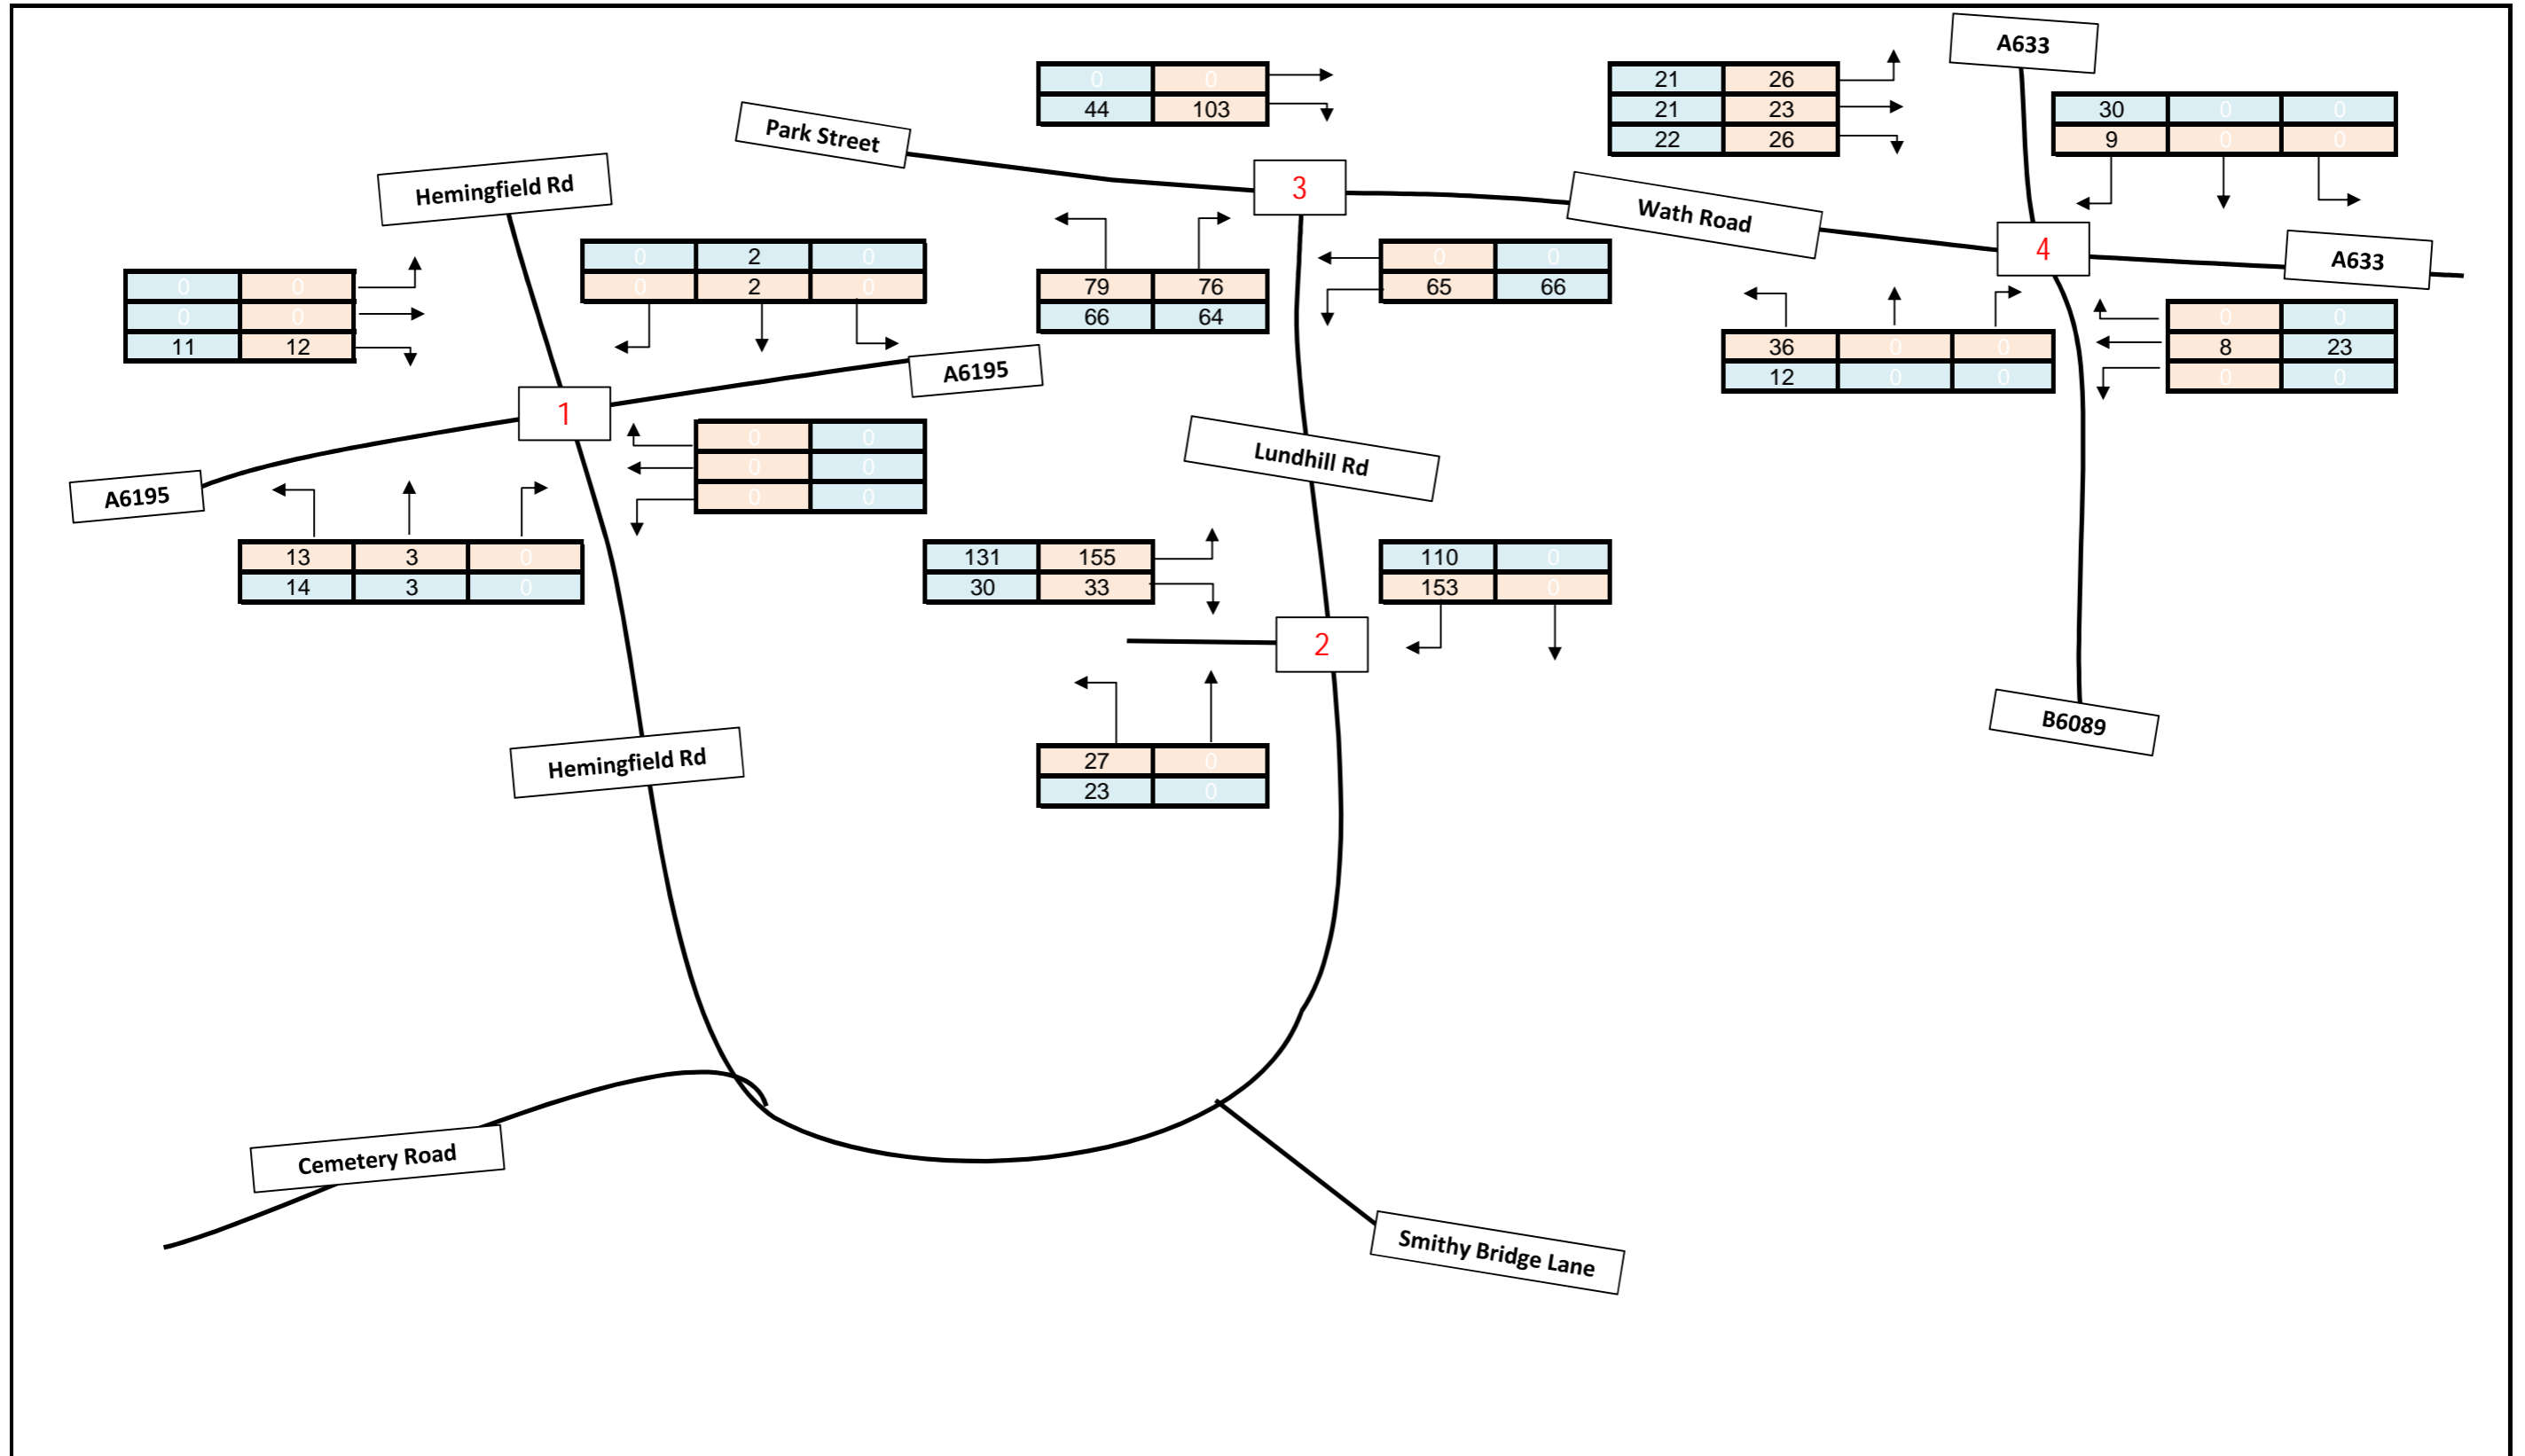 A633
0 0
44 103
21 26
21 23
22 26
30 0 0
9 0 0
Park Street
Hemingfield Rd
3
Wath Road
4
A633
0 2 0
0 2 0
0 0
0 0
11 12
79 76
66 64
0 0
65 66
36 0 0
12 0 0
0 0
8 23
0 0
A6195
1
0 0
0 0
0 0
A6195
Lundhill Rd
13 3 0
14 3 0
131 155
30 33
110 0
153 0
2
B6089
Hemingfield Rd
27 0
23 0
Cemetery Road
Smithy Bridge Lane